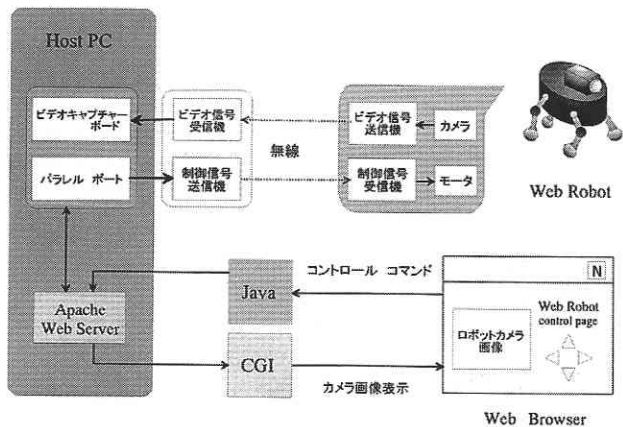 Host PC
ビデオキャプチャー
ボード
パラレル ポート
ビデオ信号
受信機
制御信号
送信機
無線
ビデオ信号
送信機
カメラ
制御信号
受信機
モータ
Web Robot
Apache
Web Server
Java
CGI
コントロール コマンド
カメラ画像表示
N
ロボットカメラ
画像
Web Robot
control page
Web Browser